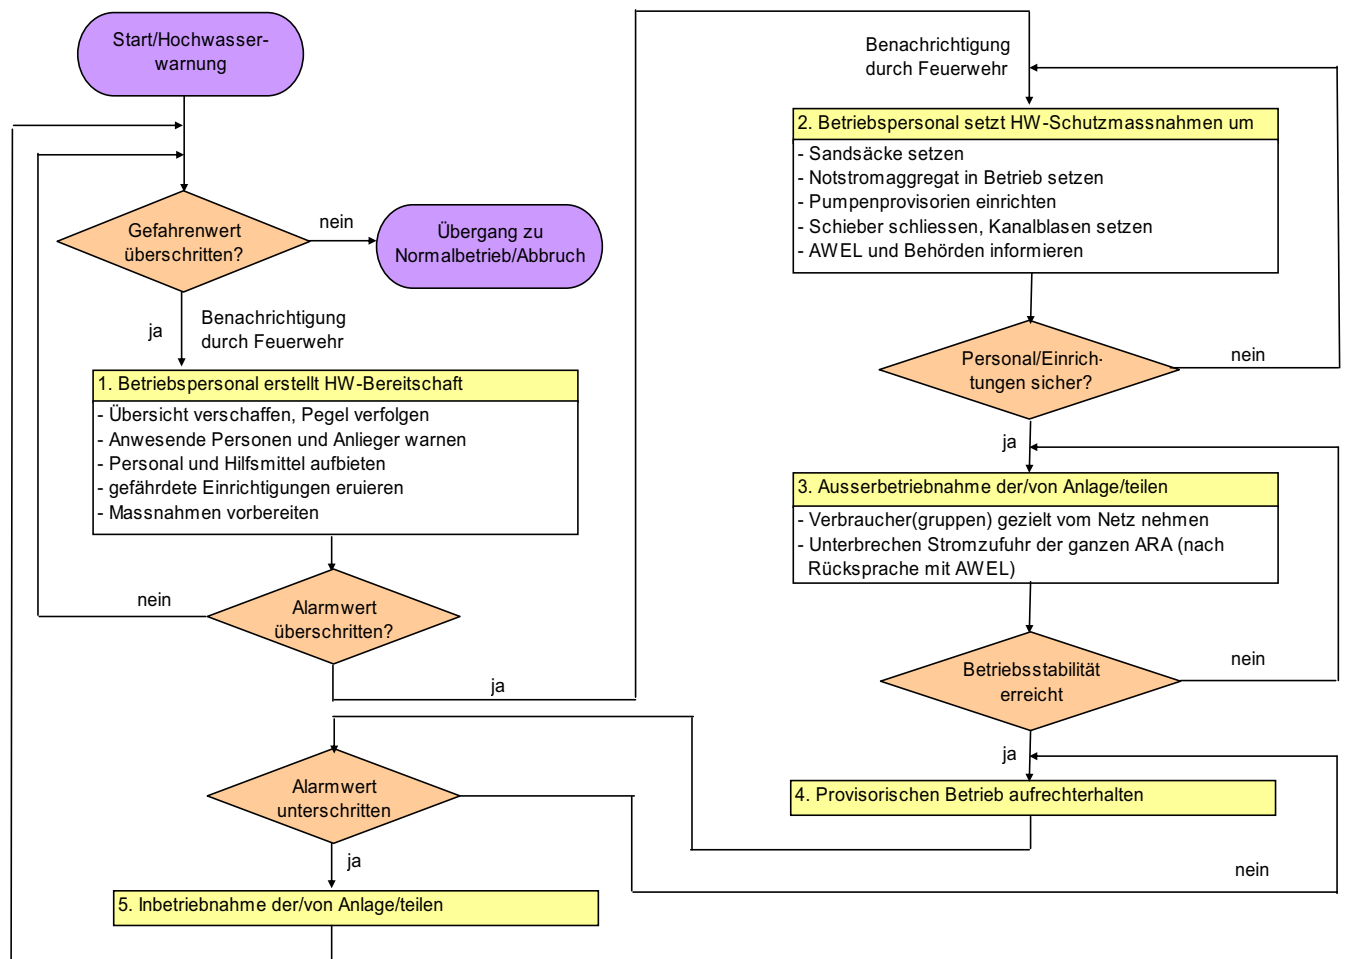 Start/Hochwasser-
warnung
Gefahrenwert
überschritten?
nein
Übergang zu
Normalbetrieb/Abbruch
ja
Benachrichtigung
durch Feuerwehr
1. Betriebspersonal erstellt HW-Bereitschaft
- Übersicht verschaffen, Pegel verfolgen
- Anwesende Personen und Anlieger warnen
- Personal und Hilfsmittel aufbieten
- gefährdete Einrichtigungen eruieren
- Massnahmen vorbereiten
nein
Alarmwert
überschritten?
ja
Benachrichtigung
durch Feuerwehr
2. Betriebspersonal setzt HW-Schutzmassnahmen um
- Sandsäcke setzen
- Notstromaggregat in Betrieb setzen
- Pumpenprovisorien einrichten
- Schieber schliessen, Kanalblasen setzen
- AWEL und Behörden informieren
Personal/Einrich-
tungen sicher?
nein
ja
3. Ausserbetriebnahme der/von Anlage/teilen
- Verbraucher(gruppen) gezielt vom Netz nehmen
- Unterbrechen Stromzufuhr der ganzen ARA (nach
Rücksprache mit AWEL)
Betriebsstabilität
erreicht
nein
ja
4. Provisorischen Betrieb aufrechterhalten
Alarmwert
unterschritten
nein
ja
5. Inbetriebnahme der/von Anlage/teilen